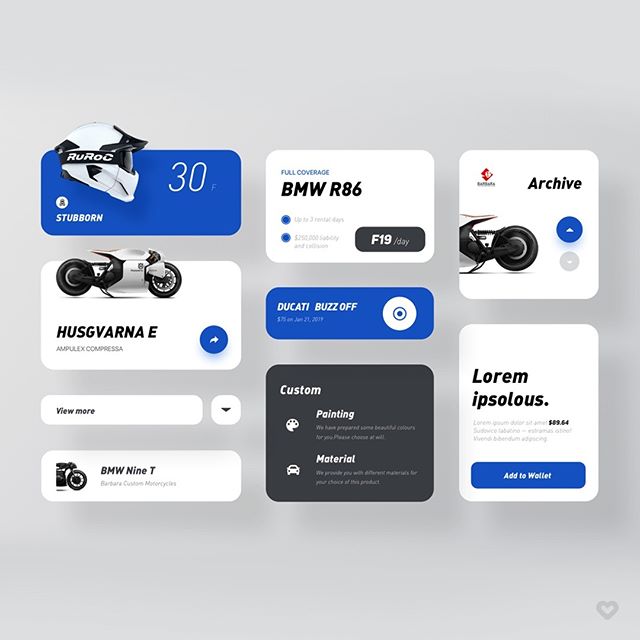 RUROC
30 F
STUBBORN
HUSGVARNA E
AMPULEX COMPRESSA
View more
BMW Nine T
Barbara Custom Motorcycles
FULL COVERAGE
BMW R86
Up to 3 rental days
$250,000 liability
and collision
F19 /day
DUCATI BUZZ OFF
$75 on Jan 21, 2019
Custom
Painting
We have prepared some beautiful colours
for you.Please choose at will.
Material
We provide you with different materials for
your choice of this product.
BARBARA
Archive
Lorem
ipsolous.
Lorem ipsum dolor sit amet $89.64
Sudovice labatino – estramas istinet
Vivendi bibendum adipiscing.
Add to Wallet